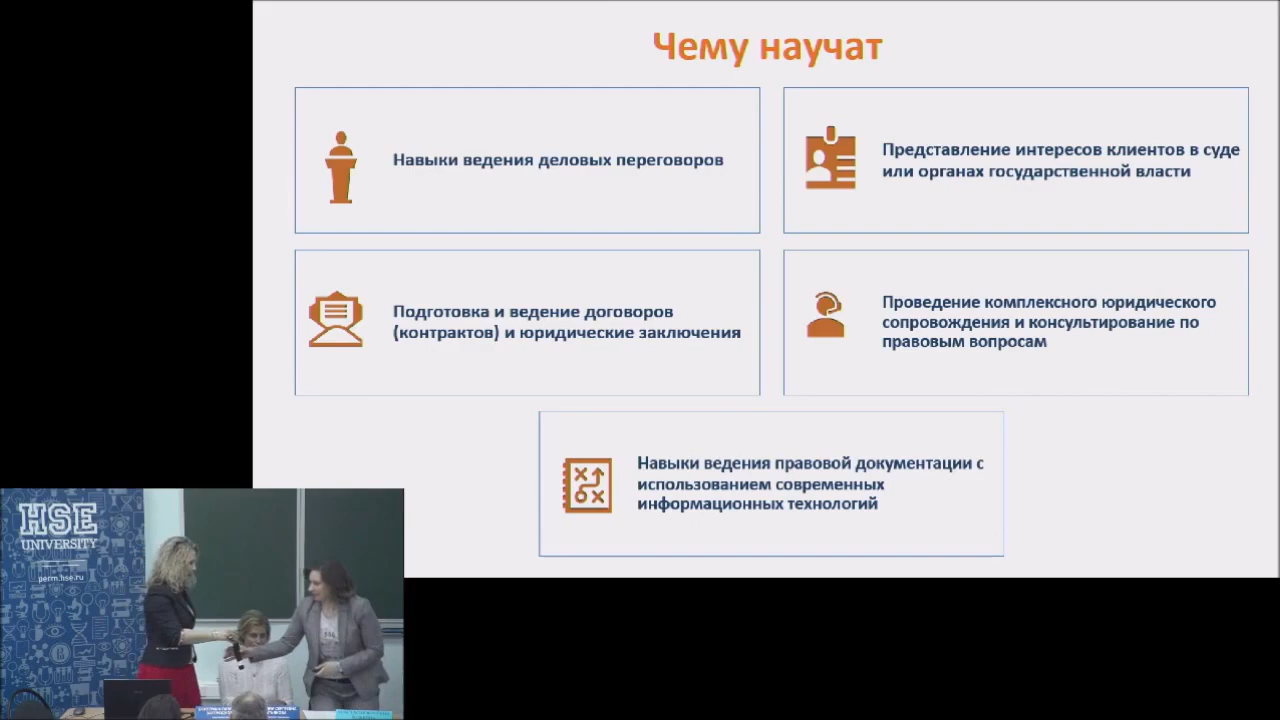 Чему научат
Навыки ведения деловых переговоров
Представление интересов клиентов в суде
или органах государственной власти
Подготовка и ведение договоров
(контрактов) и юридические заключения
Проведение комплексного юридического
сопровождения и консультирование по
правовым вопросам
Навыки ведения правовой документации с
использованием современных
информационных технологий
HSE
UNIVERSITY
perm.hse.ru